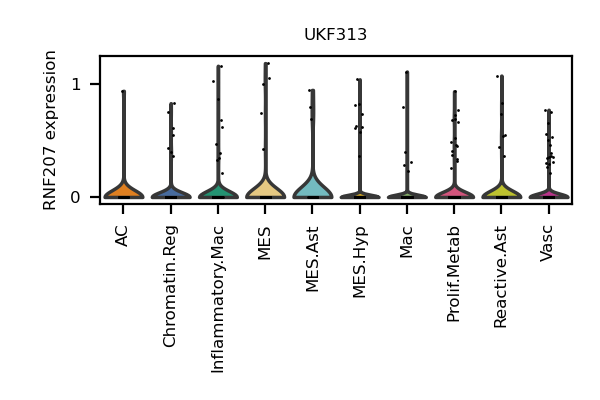 UKF313
RNF207 expression
1
0
AC
Chromatin.Reg
Inflammatory.Mac
MES
MES.Ast
MES.Hyp
Mac
Prolif.Metab
Reactive.Ast
Vasc